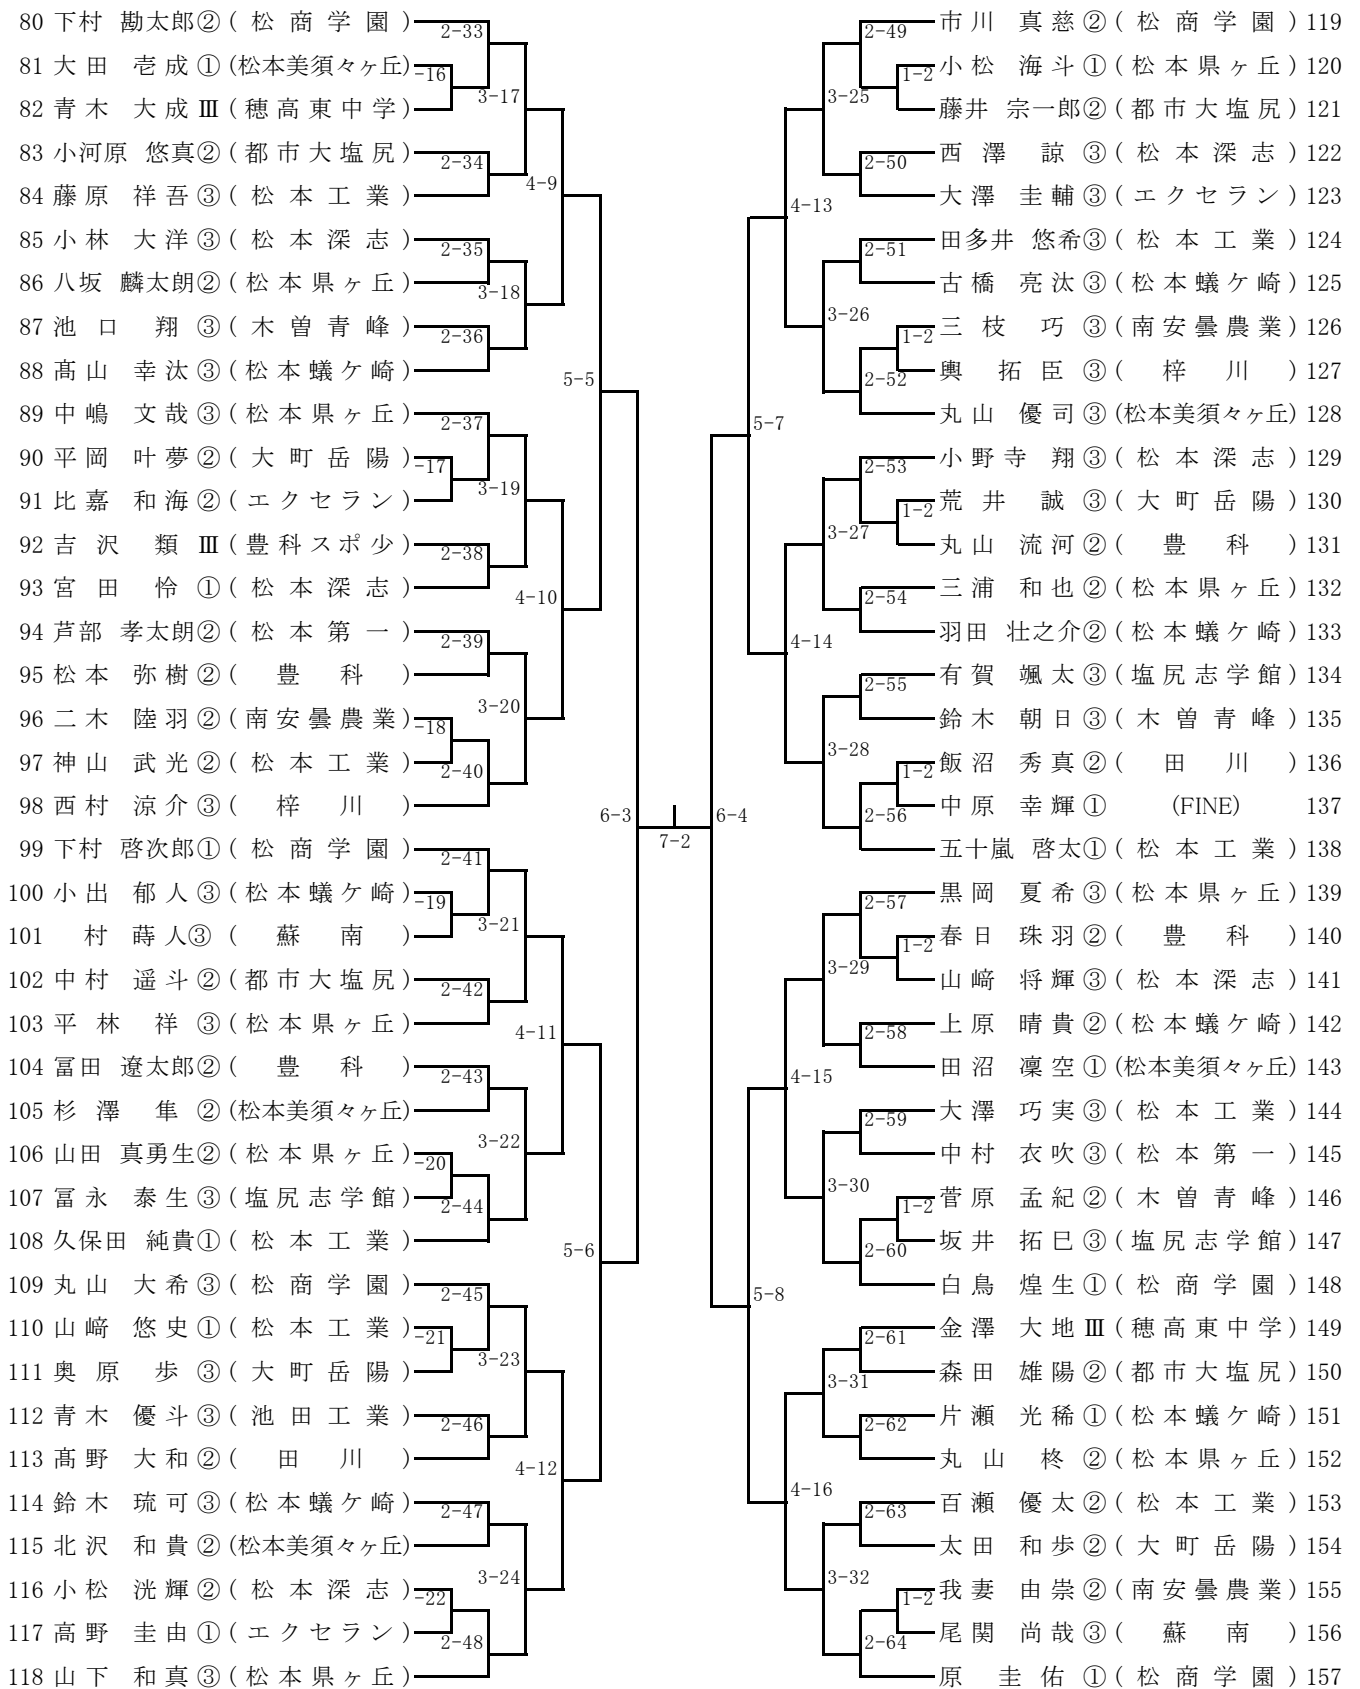 80 下村 勘太郎② ( 松 商 学 園 )
2-33
81 大田 壱成① (松本美須々ヶ丘)
-16
82 青木 大成Ⅲ ( 穂高東中学 )
3-17
83 小河原 悠真② ( 都市大塩尻 )
2-34
84 藤原 祥吾③ ( 松 本 工 業 )
4-9
85 小林 大洋③ ( 松 本 深 志 )
2-35
86 八坂 麟太朗② ( 松本県ヶ丘 )
3-18
87 池口 翔③ ( 木 曽 青 峰 )
2-36
88 髙山 幸汰③ ( 松本蟻ケ崎 )
5-5
89 中嶋 文哉③ ( 松本県ヶ丘 )
2-37
90 平岡 叶夢② ( 大 町 岳 陽 )
-17
91 比嘉 和海② ( エクセラン )
3-19
92 吉沢 類Ⅲ ( 豊科スポ少 )
2-38
93 宮田 怜① ( 松 本 深 志 )
4-10
94 芦部 孝太朗② ( 松 本 第 一 )
2-39
95 松本 弥樹② ( 豊 科 )
3-20
96 二木 陸羽② ( 南安曇農業 )
-18
97 神山 武光② ( 松 本 工 業 )
2-40
98 西村 涼介③ ( 梓 川 )
6-3
99 下村 啓次郎① ( 松 商 学 園 )
2-41
100 小出 郁人③ ( 松本蟻ケ崎 )
-19
101 村 蒔人③ ( 蘇 南 )
3-21
102 中村 遥斗② ( 都市大塩尻 )
2-42
103 平林 祥③ ( 松本県ヶ丘 )
4-11
104 冨田 遼太郎② ( 豊 科 )
2-43
105 杉澤 隼② (松本美須々ヶ丘)
3-22
106 山田 真勇生② ( 松本県ヶ丘 )
-20
107 冨永 泰生③ ( 塩尻志学館 )
2-44
108 久保田 純貴① ( 松 本 工 業 )
5-6
109 丸山 大希③ ( 松 商 学 園 )
2-45
110 山﨑 悠史① ( 松 本 工 業 )
-21
111 奥原 歩③ ( 大 町 岳 陽 )
3-23
112 青木 優斗③ ( 池 田 工 業 )
2-46
113 髙野 大和② ( 田 川 )
4-12
114 鈴木 琉可③ ( 松本蟻ケ崎 )
2-47
115 北沢 和貴② (松本美須々ヶ丘)
3-24
116 小松 洸輝② ( 松 本 深 志 )
-22
117 高野 圭由① ( エクセラン )
2-48
118 山下 和真③ ( 松本県ヶ丘 )
7-2
市川 真慈② ( 松 商 学 園 ) 119
2-49
小松 海斗① ( 松本県ヶ丘 ) 120
1-2
藤井 宗一郎② ( 都市大塩尻 ) 121
3-25
西澤 諒③ ( 松 本 深 志 ) 122
2-50
大澤 圭輔③ ( エクセラン ) 123
4-13
田多井 悠希③ ( 松 本 工 業 ) 124
2-51
古橋 亮汰③ ( 松本蟻ケ崎 ) 125
3-26
三枝 巧③ ( 南安曇農業 ) 126
1-2
輿 拓臣③ ( 梓 川 ) 127
2-52
丸山 優司③ (松本美須々ヶ丘) 128
5-7
小野寺 翔③ ( 松 本 深 志 ) 129
2-53
荒井 誠③ ( 大 町 岳 陽 ) 130
1-2
丸山 流河② ( 豊 科 ) 131
3-27
三浦 和也② ( 松本県ヶ丘 ) 132
2-54
羽田 壮之介② ( 松本蟻ケ崎 ) 133
4-14
有賀 颯太③ ( 塩尻志学館 ) 134
2-55
鈴木 朝日③ ( 木 曽 青 峰 ) 135
3-28
飯沼 秀真② ( 田 川 ) 136
1-2
中原 幸輝① (FINE) 137
2-56
五十嵐 啓太① ( 松 本 工 業 ) 138
6-4
黒岡 夏希③ ( 松本県ヶ丘 ) 139
2-57
春日 珠羽② ( 豊 科 ) 140
1-2
山﨑 将輝③ ( 松 本 深 志 ) 141
3-29
上原 晴貴② ( 松本蟻ケ崎 ) 142
2-58
田沼 凜空① (松本美須々ヶ丘) 143
4-15
大澤 巧実③ ( 松 本 工 業 ) 144
2-59
中村 衣吹③ ( 松 本 第 一 ) 145
3-30
菅原 孟紀② ( 木 曽 青 峰 ) 146
1-2
坂井 拓巳③ ( 塩尻志学館 ) 147
2-60
白鳥 煌生① ( 松 商 学 園 ) 148
5-8
金澤 大地Ⅲ ( 穂高東中学 ) 149
2-61
森田 雄陽② ( 都市大塩尻 ) 150
3-31
片瀬 光稀① ( 松本蟻ケ崎 ) 151
2-62
丸山 柊② ( 松本県ヶ丘 ) 152
4-16
百瀬 優太② ( 松 本 工 業 ) 153
2-63
太田 和歩② ( 大 町 岳 陽 ) 154
3-32
我妻 由崇② ( 南安曇農業 ) 155
1-2
尾関 尚哉③ ( 蘇 南 ) 156
2-64
原 圭佑① ( 松 商 学 園 ) 157